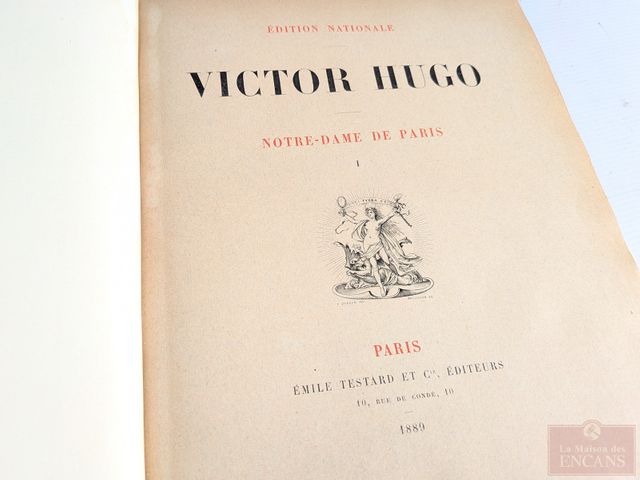 ÉDITION NATIONALE
VICTOR HUGO
NOTRE-DAME DE PARIS
I
PARIS
ÉMILE TESTARD ET Cie, ÉDITEURS
10, RUE DE CONDÉ, 10
1889
La Maison des
ENCANS